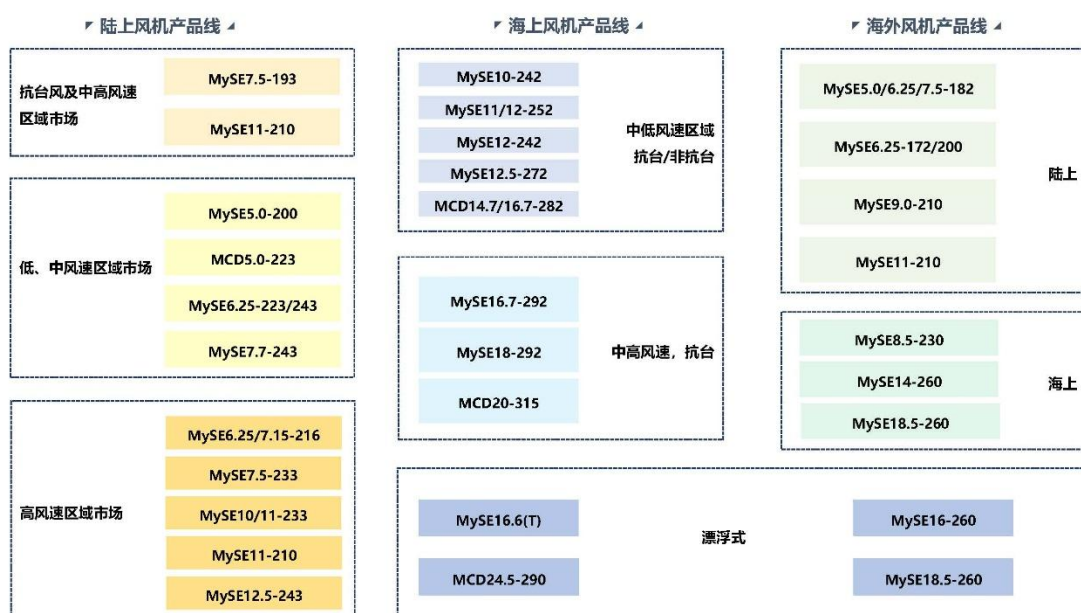 陆上风机产品线
抗台风及中高风速
区域市场
MySE7.5-193
MySE11-210
低、中风速区域市场
MySE5.0-200
MCD5.0-223
MySE6.25-223/243
MySE7.7-243
高风速区域市场
MySE6.25/7.15-216
MySE7.5-233
MySE10/11-233
MySE11-210
MySE12.5-243
海上风机产品线
MySE10-242
MySE11/12-252
MySE12-242
MySE12.5-272
MCD14.7/16.7-282
中低风速区域
抗台/非抗台
MySE16.7-292
MySE18-292
MCD20-315
中高风速，抗台
海外风机产品线
MySE5.0/6.25/7.5-182
MySE6.25-172/200
MySE9.0-210
MySE11-210
陆上
MySE8.5-230
MySE14-260
MySE18.5-260
海上
MySE16.6(T)
MCD24.5-290
漂浮式
MySE16-260
MySE18.5-260